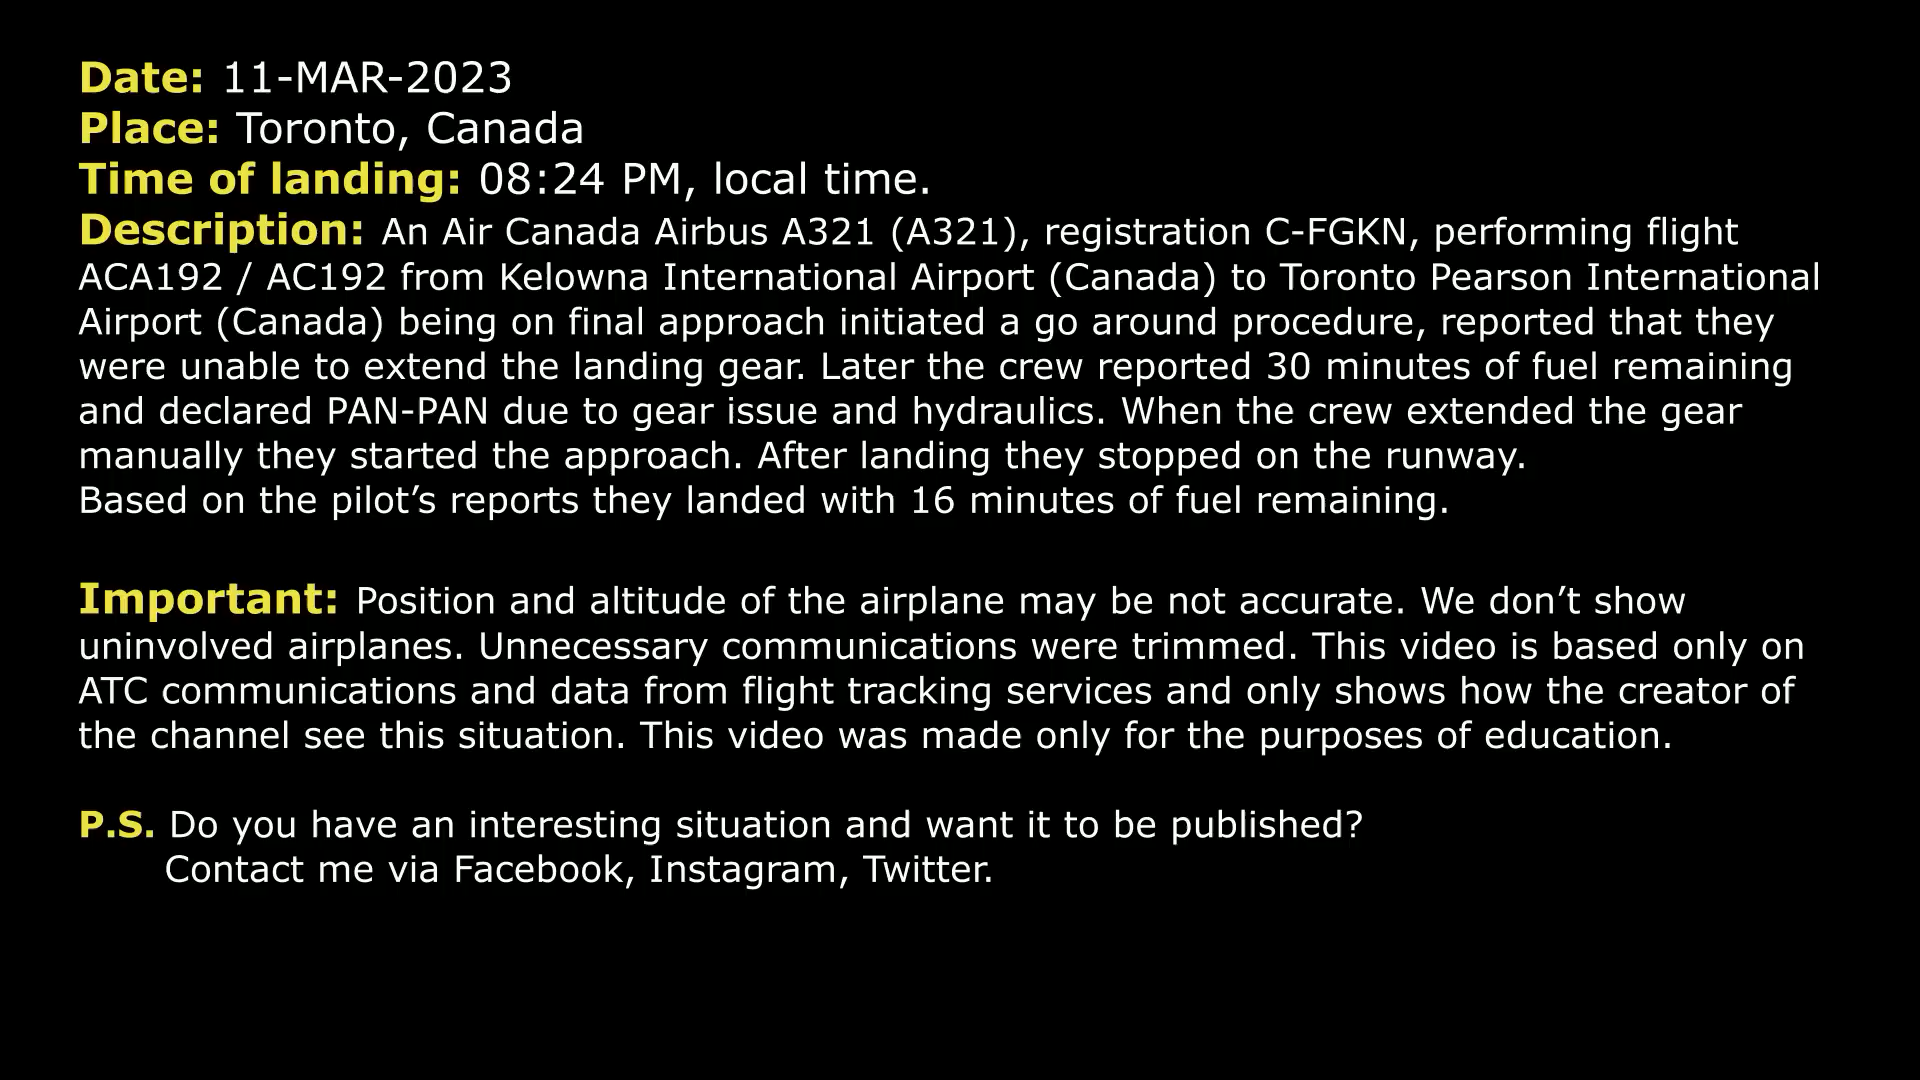 Date: 11-MAR-2023
Place: Toronto, Canada
Time of landing: 08:24 PM, local time.
Description: An Air Canada Airbus A321 (A321), registration C-FGKN, performing flight
ACA192 / AC192 from Kelowna International Airport (Canada) to Toronto Pearson International
Airport (Canada) being on final approach initiated a go around procedure, reported that they
were unable to extend the landing gear. Later the crew reported 30 minutes of fuel remaining
and declared PAN-PAN due to gear issue and hydraulics. When the crew extended the gear
manually they started the approach. After landing they stopped on the runway.
Based on the pilot’s reports they landed with 16 minutes of fuel remaining.
Important: Position and altitude of the airplane may be not accurate. We don’t show
uninvolved airplanes. Unnecessary communications were trimmed. This video is based only on
ATC communications and data from flight tracking services and only shows how the creator of
the channel see this situation. This video was made only for the purposes of education.
P.S. Do you have an interesting situation and want it to be published?
Contact me via Facebook, Instagram, Twitter.